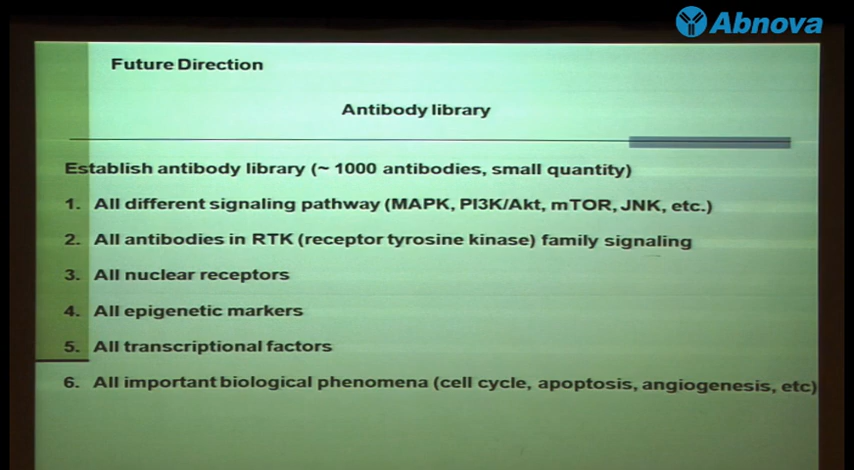 Abnova
Future Direction
Antibody library
Establish antibody library (~ 1000 antibodies, small quantity)
1. All different signaling pathway (MAPK, PI3K/Akt, mTOR, JNK, etc.)
2. All antibodies in RTK (receptor tyrosine kinase) family signaling
3. All nuclear receptors
4. All epigenetic markers
5. All transcriptional factors
6. All important biological phenomena (cell cycle, apoptosis, angiogenesis, etc)